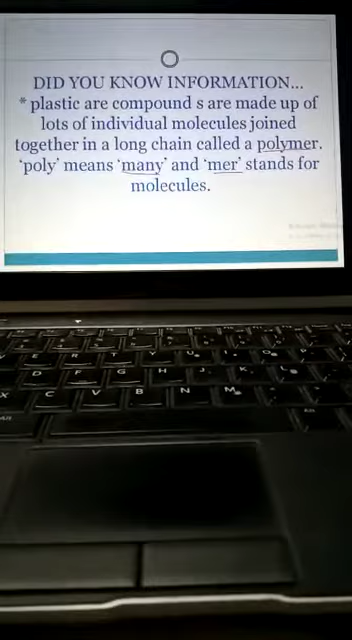 DID YOU KNOW INFORMATION...
* plastic are compound s are made up of
lots of individual molecules joined
together in a long chain called a polymer.
'poly' means 'many' and 'mer' stands for
molecules.
E R T Y U I O P
D F G H J K L
X C V B N M
Alt